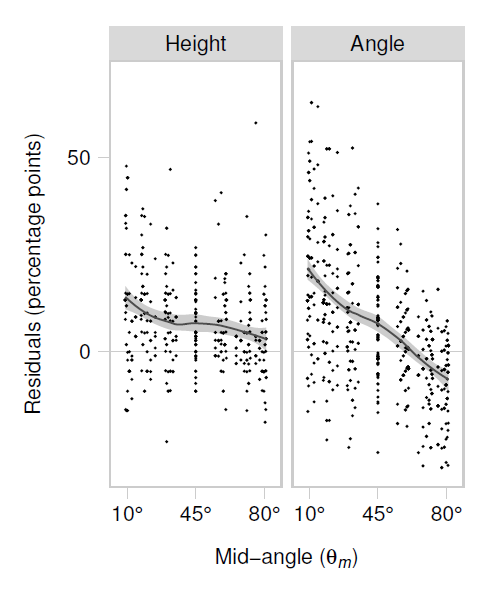 Height Angle
Residuals (percentage points)
50
0
10° 45° 80° 10° 45° 80°
Mid−angle (θm)